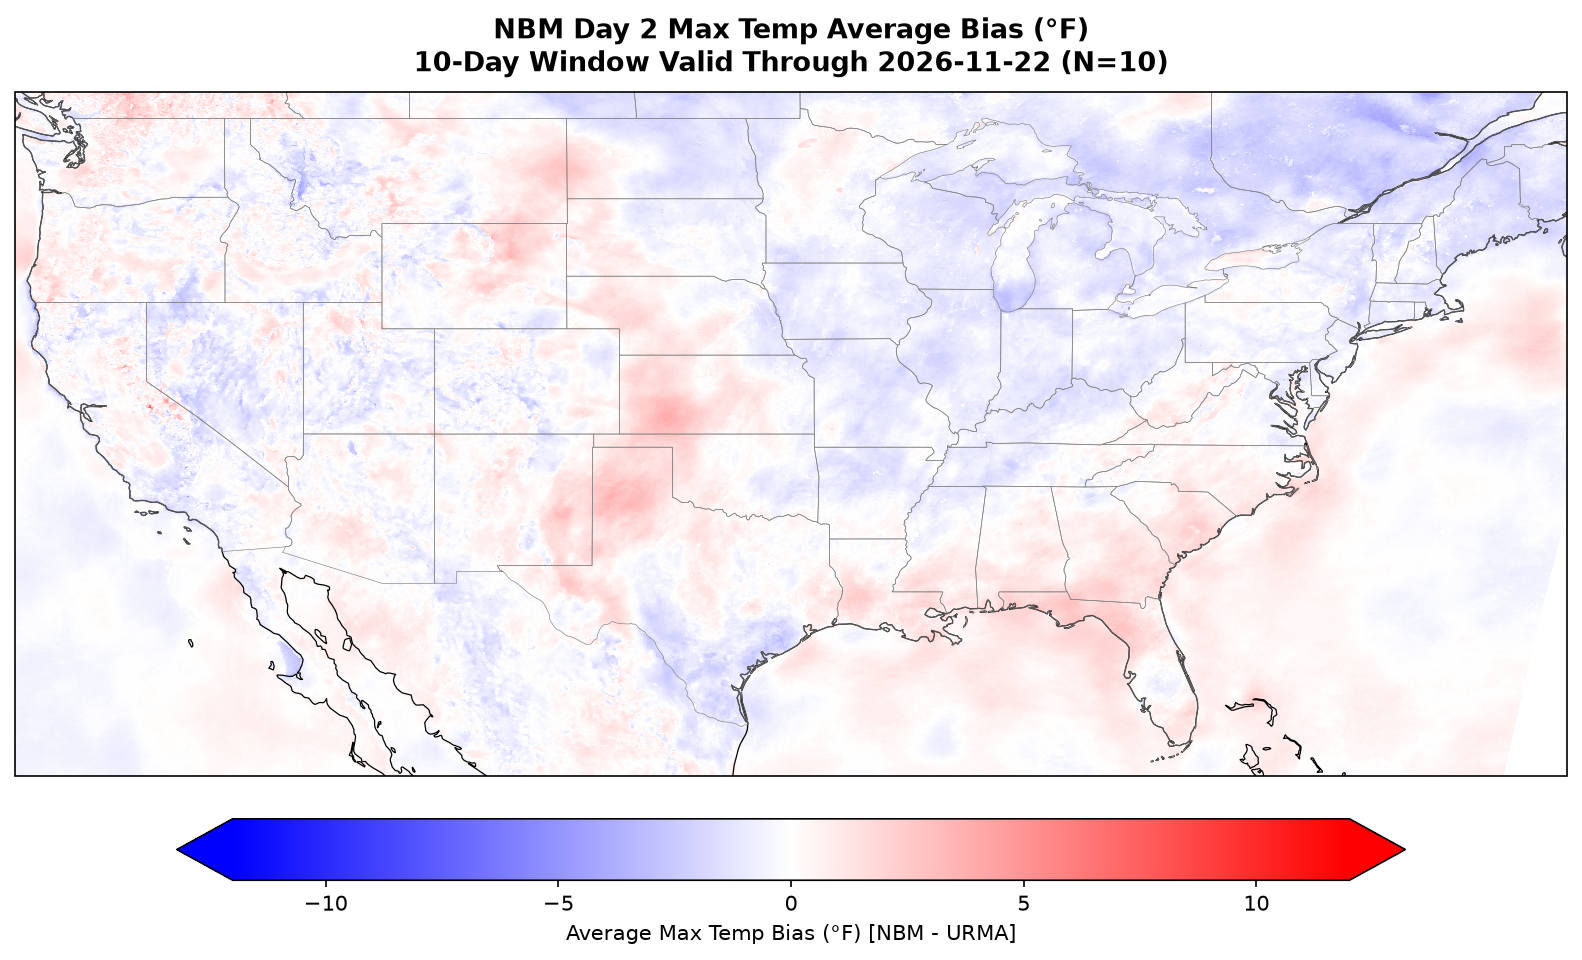 NBM Day 2 Max Temp Average Bias (°F)
10-Day Window Valid Through 2026-11-22 (N=10)
−10 −5 0 5 10
Average Max Temp Bias (°F) [NBM - URMA]